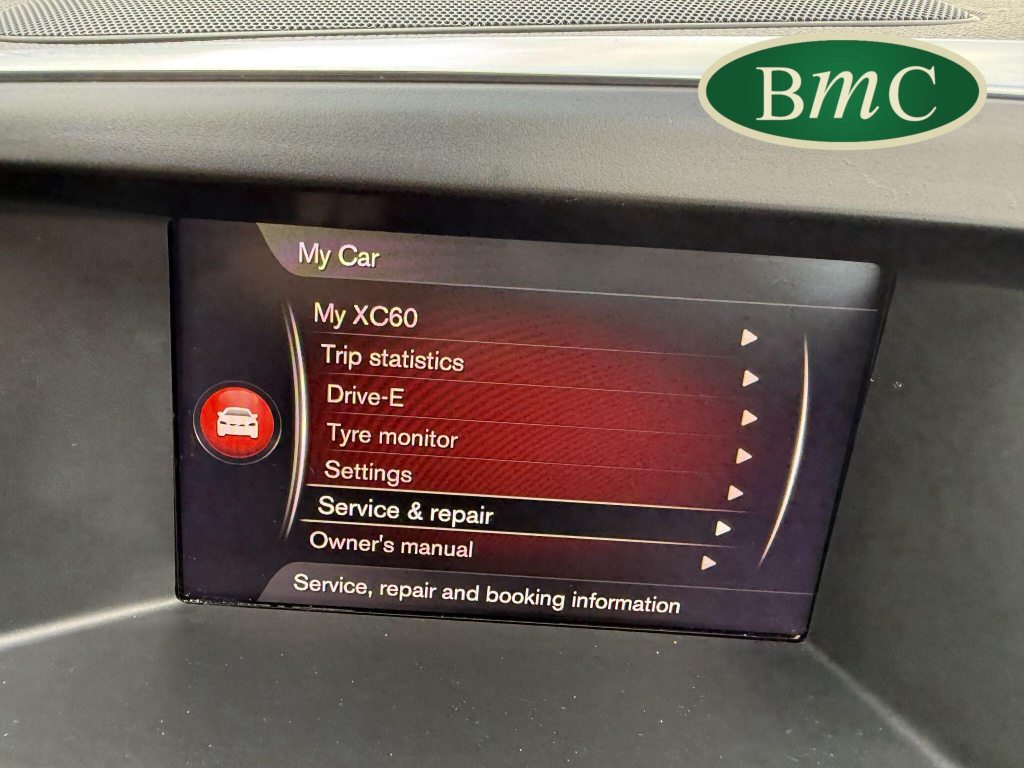 BmC
My Car
My XC60
Trip statistics
Drive-E
Tyre monitor
Settings
Service & repair
Owner's manual
Service, repair and booking information